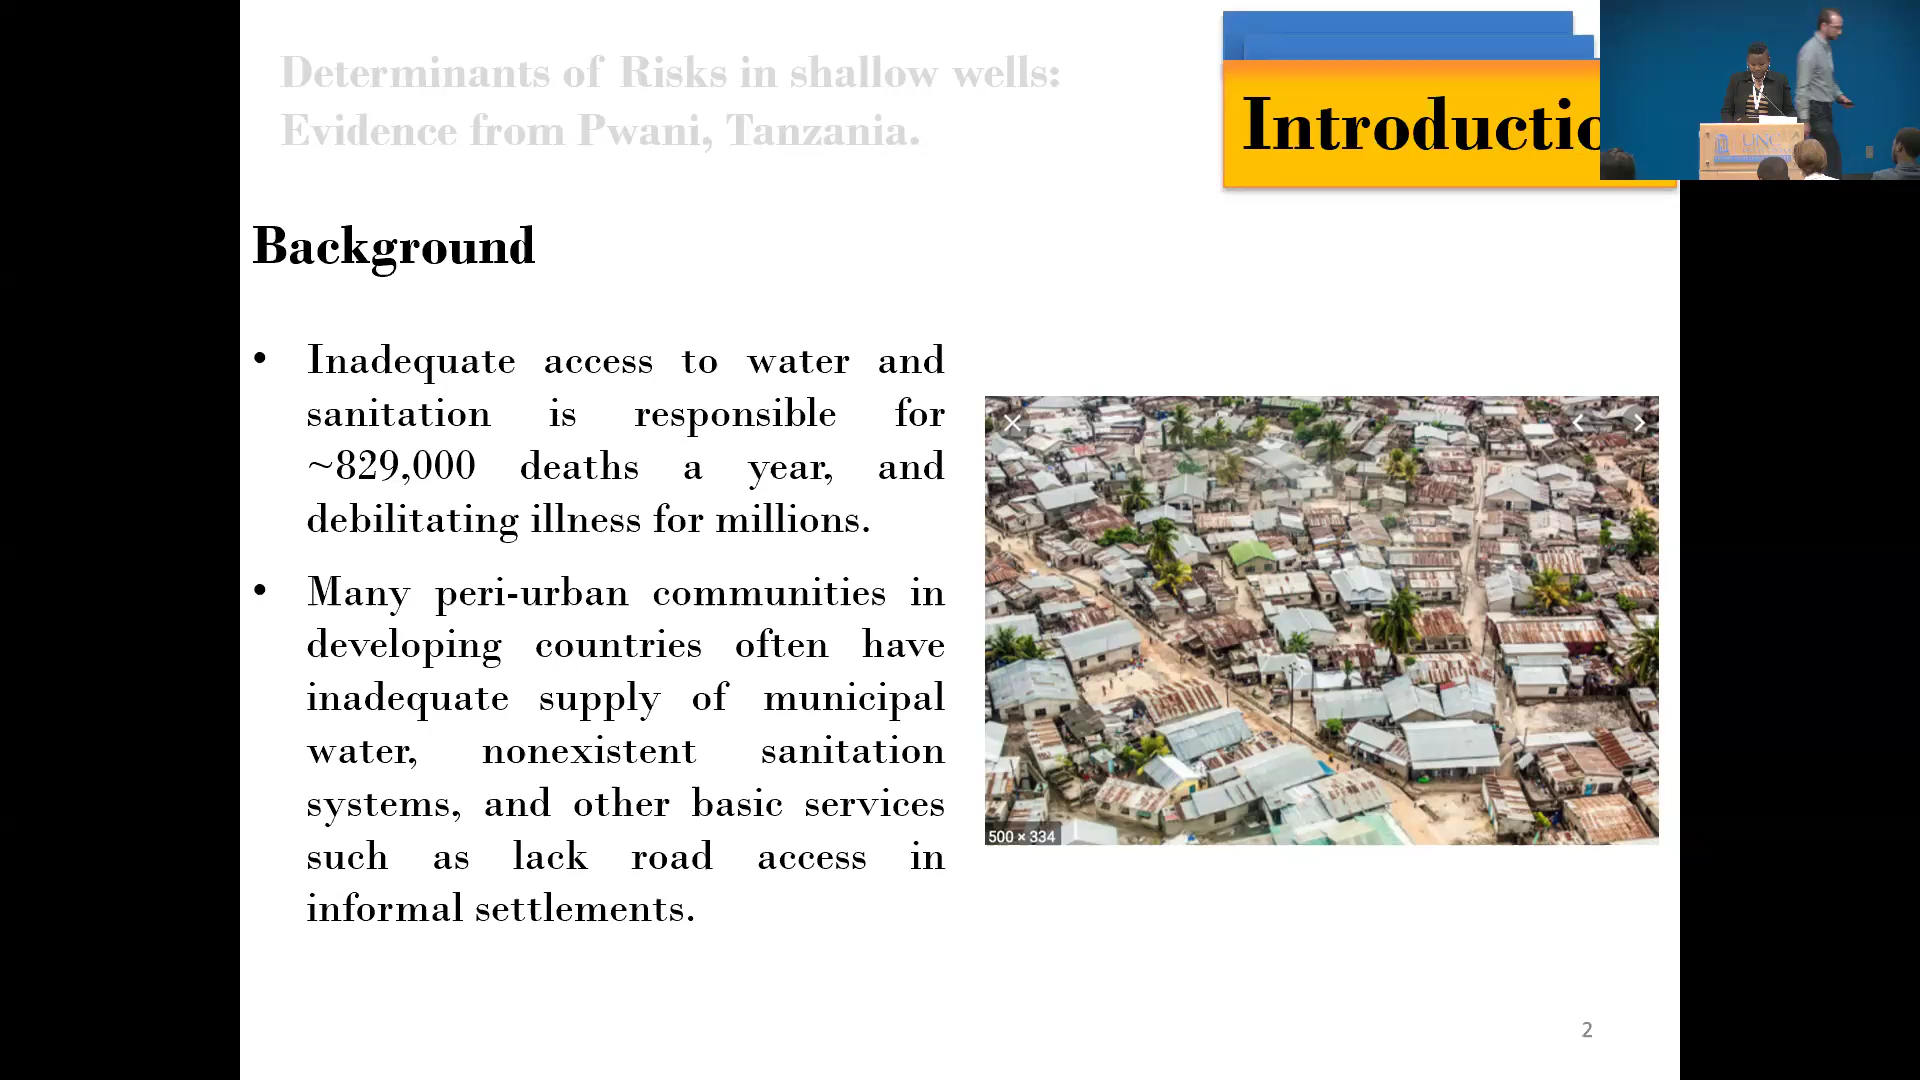 Determinants of Risks in shallow wells:
Evidence from Pwani, Tanzania.
Introductio
UNC
Background
• Inadequate access to water and
sanitation is responsible for
~829,000 deaths a year, and
debilitating illness for millions.
• Many peri-urban communities in
developing countries often have
inadequate supply of municipal
water, nonexistent sanitation
systems, and other basic services
such as lack road access in
informal settlements.
500 × 334
2